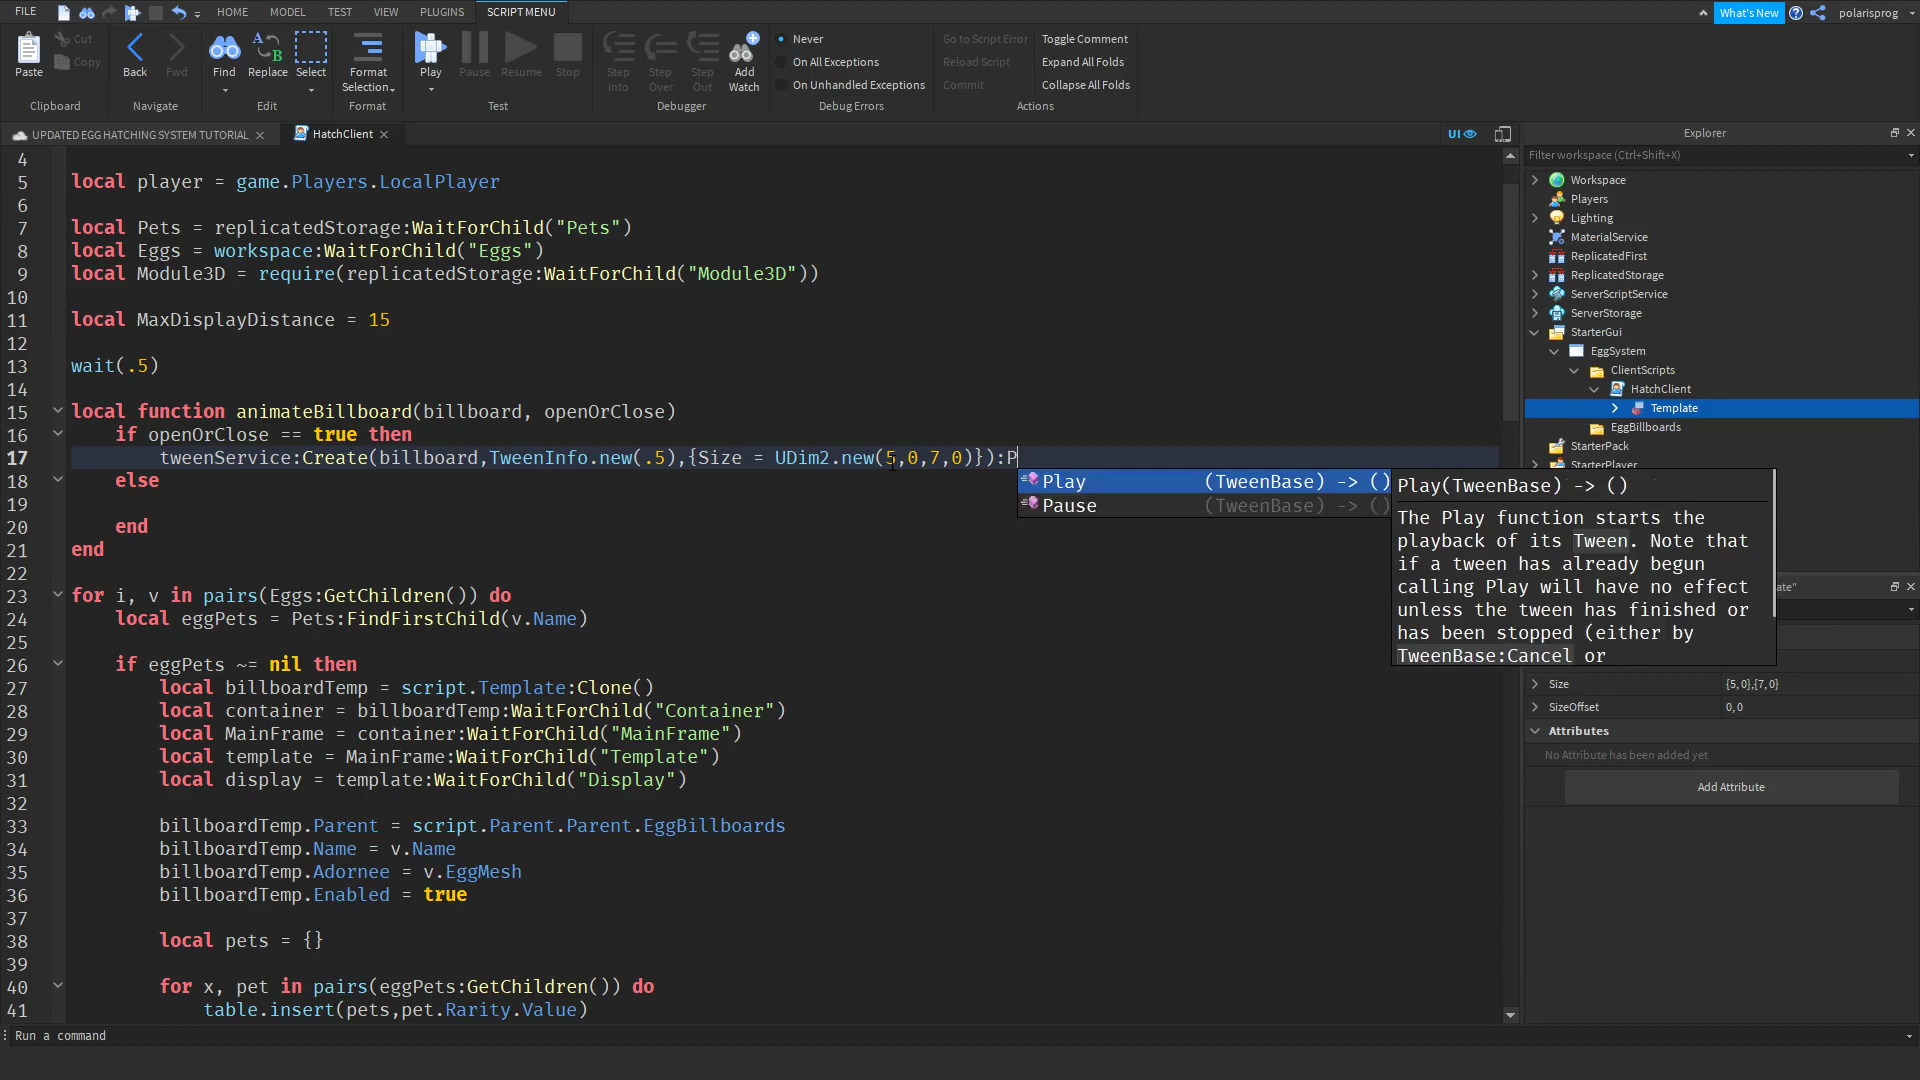 FILE
HOME
MODEL
TEST
VIEW
PLUGINS
SCRIPT MENU
What's New
polarisprog
Paste
Cut
Copy
Clipboard
Back
Fwd
Navigate
Find
Replace
Select
Edit
Format
Selection
Format
Play
Pause
Resume
Stop
Test
Step
Into
Step
Over
Step
Out
Add
Watch
Debugger
Never
On All Exceptions
On Unhandled Exceptions
Debug Errors
Go to Script Error
Reload Script
Commit
Toggle Comment
Expand All Folds
Collapse All Folds
Actions
UPDATED EGG HATCHING SYSTEM TUTORIAL
HatchClient
UI
4
5 local player = game.Players.LocalPlayer
6
7 local Pets = replicatedStorage:WaitForChild("Pets")
8 local Eggs = workspace:WaitForChild("Eggs")
9 local Module3D = require(replicatedStorage:WaitForChild("Module3D"))
10
11 local MaxDisplayDistance = 15
12
13 wait(.5)
14
15 local function animateBillboard(billboard, openOrClose)
16 if openOrClose == true then
17 tweenService:Create(billboard,TweenInfo.new(.5),{Size = UDim2.new(5,0,7,0)}):P
18 else
19
20 end
21 end
22
23 for i, v in pairs(Eggs:GetChildren()) do
24 local eggPets = Pets:FindFirstChild(v.Name)
25
26 if eggPets ~= nil then
27 local billboardTemp = script.Template:Clone()
28 local container = billboardTemp:WaitForChild("Container")
29 local MainFrame = container:WaitForChild("MainFrame")
30 local template = MainFrame:WaitForChild("Template")
31 local display = template:WaitForChild("Display")
32
33 billboardTemp.Parent = script.Parent.Parent.EggBillboards
34 billboardTemp.Name = v.Name
35 billboardTemp.Adornee = v.EggMesh
36 billboardTemp.Enabled = true
37
38 local pets = {}
39
40 for x, pet in pairs(eggPets:GetChildren()) do
41 table.insert(pets,pet.Rarity.Value)
Play (TweenBase) -> ()
Pause (TweenBase) -> ()
Play(TweenBase) -> ()
The Play function starts the
playback of its Tween. Note that
if a tween has already begun
calling Play will have no effect
unless the tween has finished or
has been stopped (either by
TweenBase:Cancel or
Explorer
Filter workspace (Ctrl+Shift+X)
Workspace
Players
Lighting
MaterialService
ReplicatedFirst
ReplicatedStorage
ServerScriptService
ServerStorage
StarterGui
EggSystem
ClientScripts
HatchClient
Template
EggBillboards
StarterPack
StarterPlayer
ate"
Size {5, 0},{7, 0}
SizeOffset 0, 0
Attributes
No Attribute has been added yet
Add Attribute
Run a command